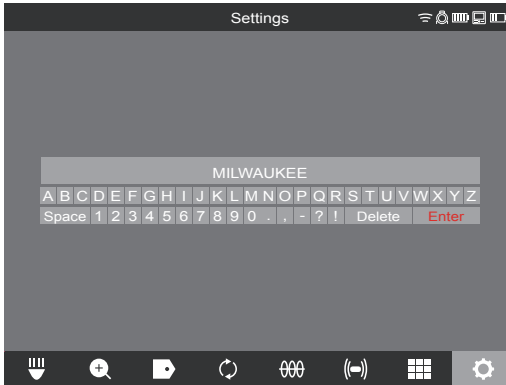 Settings
MILWAUKEE
A B C D E F G H I J K L M N O P Q R S T U V W X Y Z
Space 1 2 3 4 5 6 7 8 9 0 . , - ? ! Delete Enter